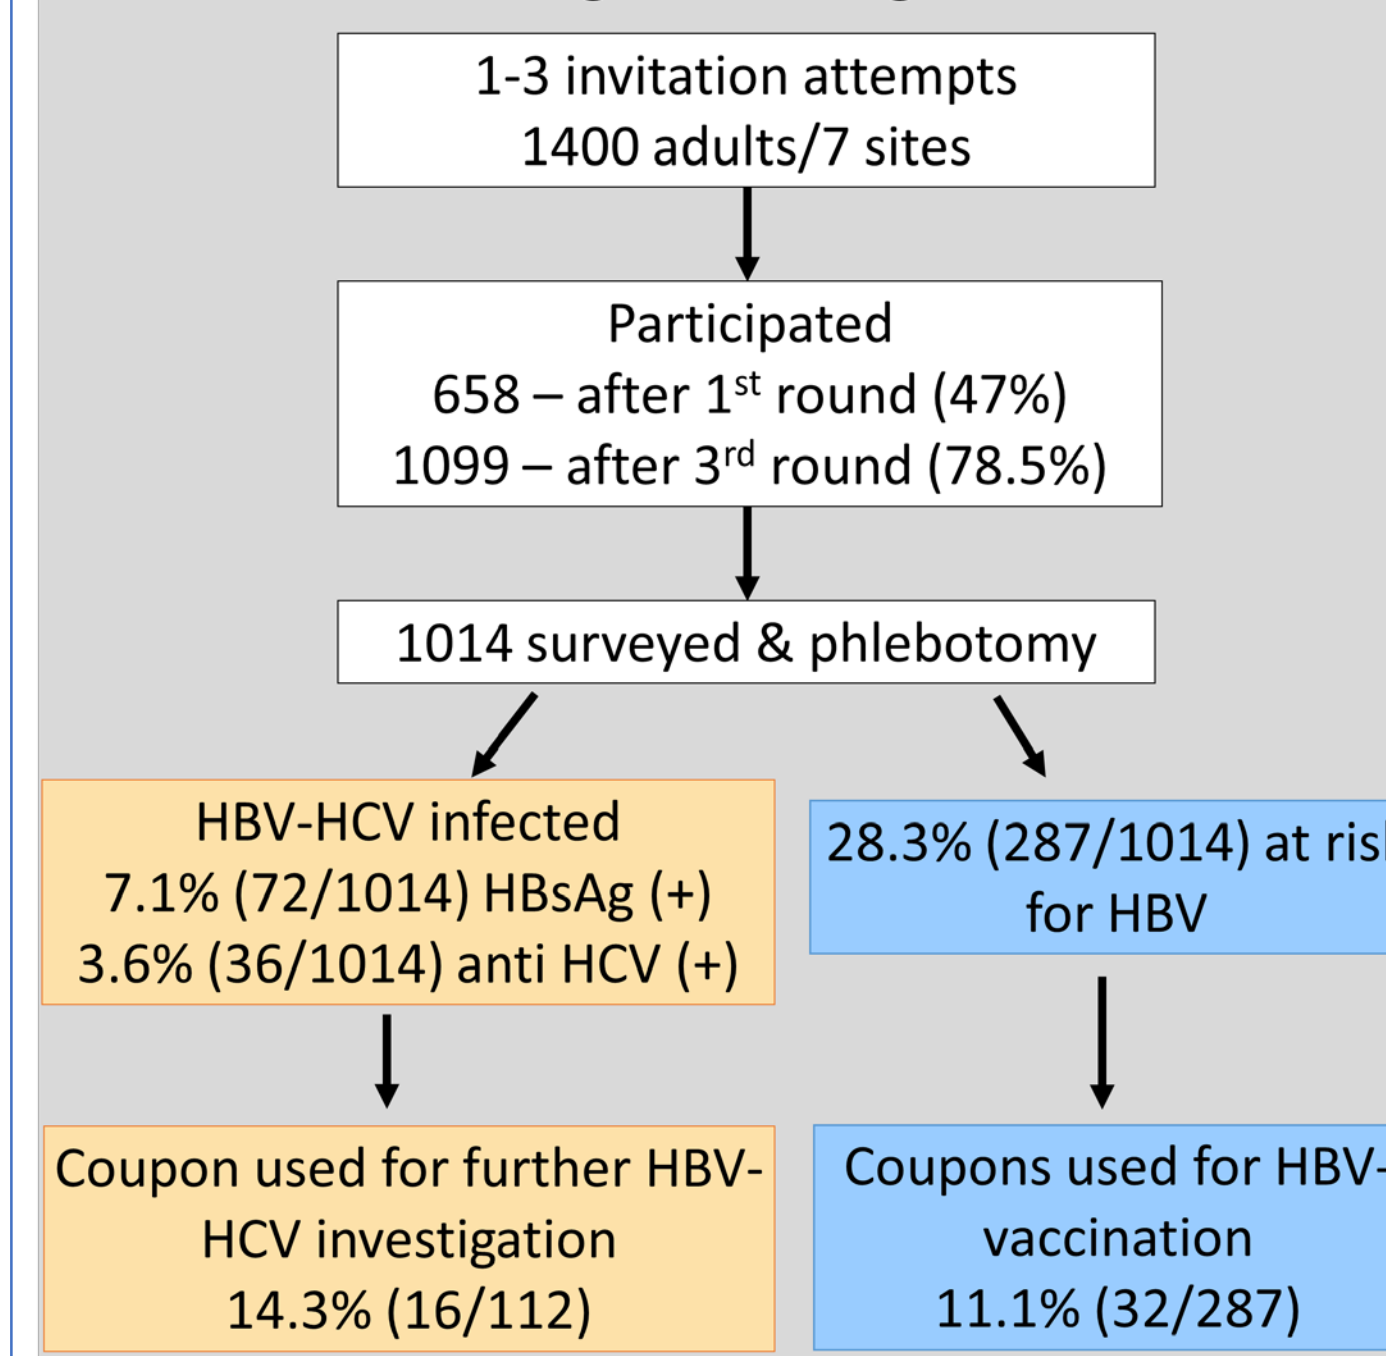 1-3 invitation attempts
1400 adults/7 sites
Participated
658 – after 1st round (47%)
1099 – after 3rd round (78.5%)
1014 surveyed & phlebotomy
HBV-HCV infected
7.1% (72/1014) HBsAg (+)
3.6% (36/1014) anti HCV (+)
28.3% (287/1014) at
for HBV
Coupon used for further HBV-
HCV investigation
14.3% (16/112)
Coupons used for HBV-
vaccination
11.1% (32/287)